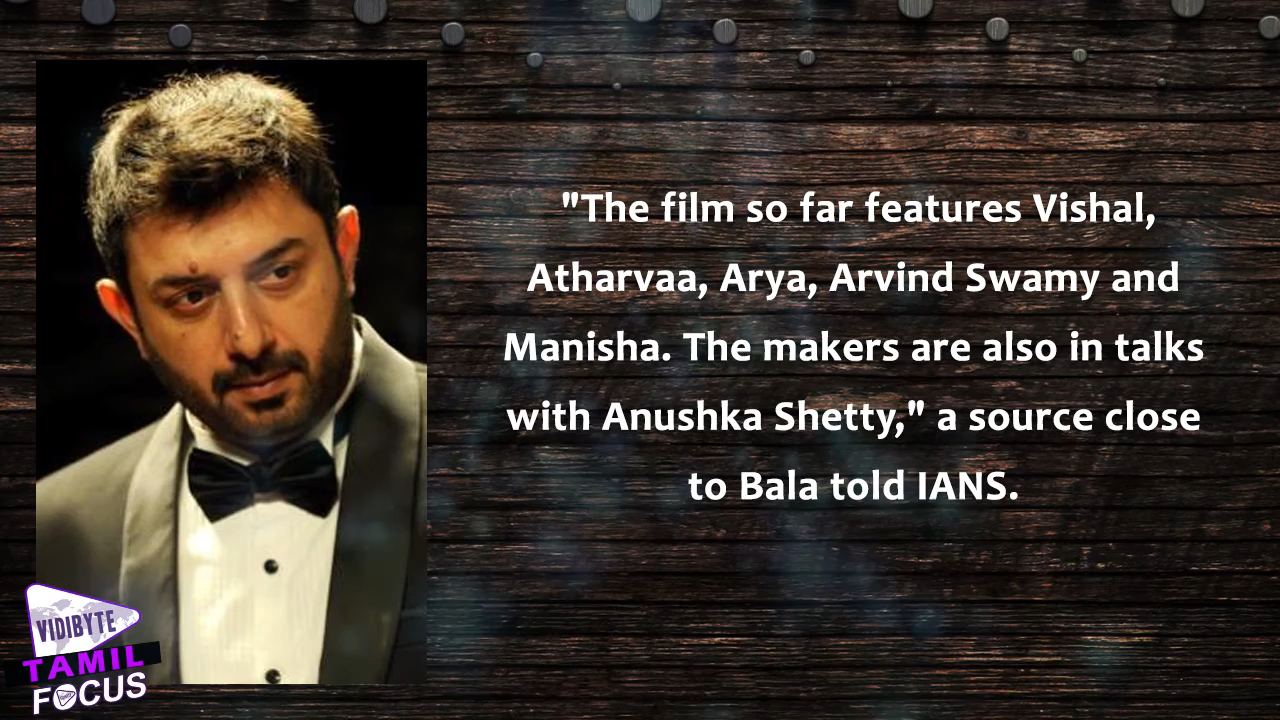 "The film so far features Vishal,
Atharvaa, Arya, Arvind Swamy and
Manisha. The makers are also in talks
with Anushka Shetty," a source close
to Bala told IANS.
VIDIBYTE
TAMIL
FOCUS